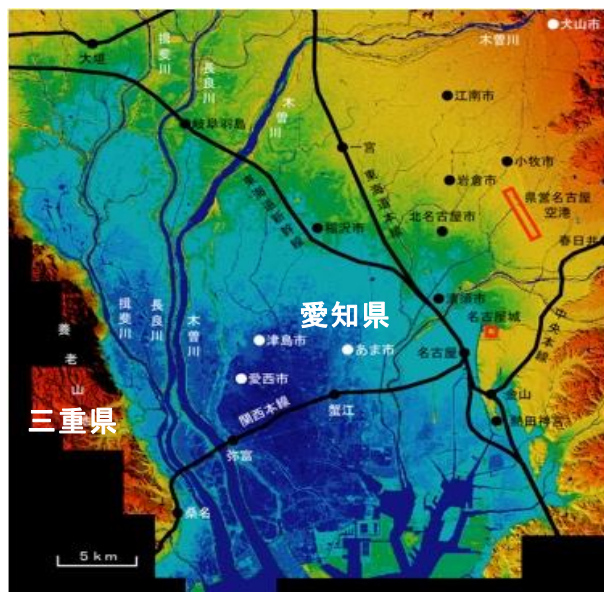 犬山市
木曽川
大垣
揖斐川
長良川
木曽川
江南市
岐阜羽島
一宮
小牧市
岩倉市
県営名古屋
空港
東海道新幹線
東海道本線
稲沢市
北名古屋市
春日井
揖斐川
長良川
木曽川
清須市
愛知県
名古屋城
中央本線
養老山
津島市
あま市
名古屋
愛西市
三重県
関西本線
蟹江
金山
熱田神宮
弥富
桑名
5km